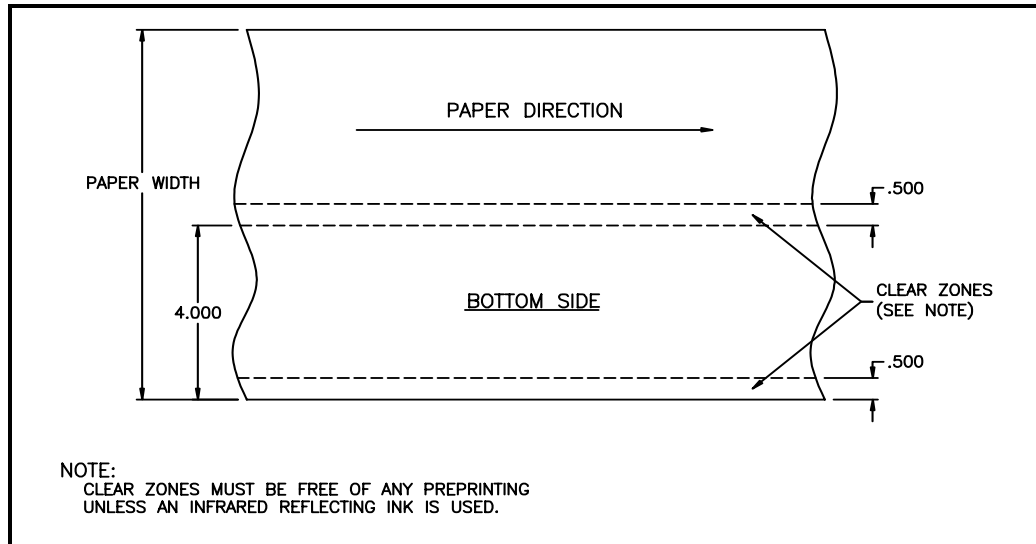 PAPER DIRECTION
PAPER WIDTH
.500
4.000
BOTTOM SIDE
CLEAR ZONES
(SEE NOTE)
.500
NOTE:
CLEAR ZONES MUST BE FREE OF ANY PREPRINTING
UNLESS AN INFRARED REFLECTING INK IS USED.